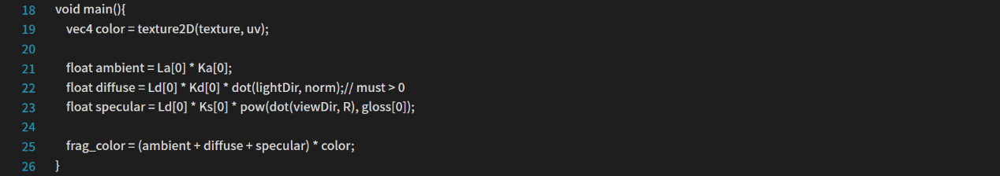 18 void main(){
19 vec4 color = texture2D(texture, uv);
20
21 float ambient = La[0] * Ka[0];
22 float diffuse = Ld[0] * Kd[0] * dot(lightDir, norm);// must > 0
23 float specular = Ld[0] * Ks[0] * pow(dot(viewDir, R), gloss[0]);
24
25 frag_color = (ambient + diffuse + specular) * color;
26 }